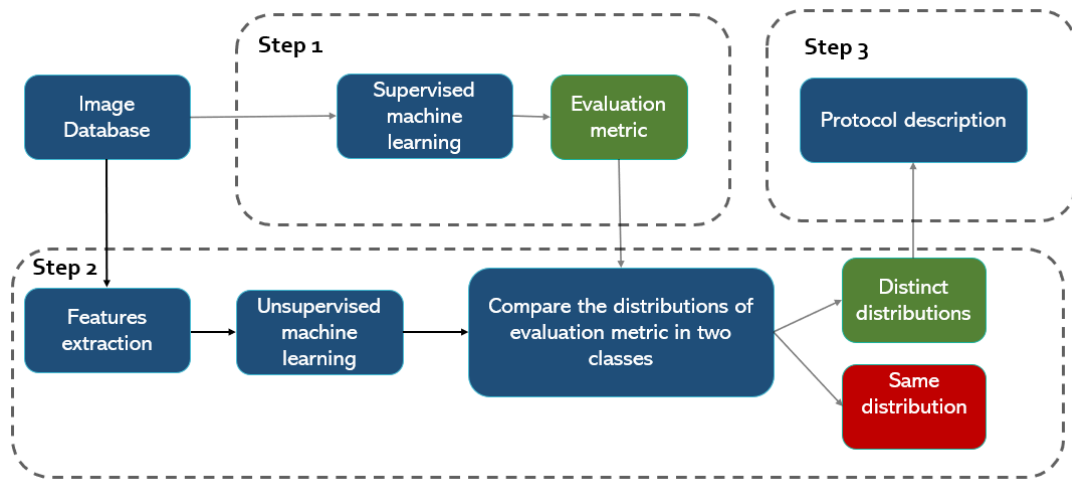 Step 1
Step 3
Image
Database
Supervised
machine
learning
Evaluation
metric
Protocol description
Step 2
Features
extraction
Unsupervised
machine
learning
Compare the distributions of
evaluation metric in two
classes
Distinct
distributions
Same
distribution